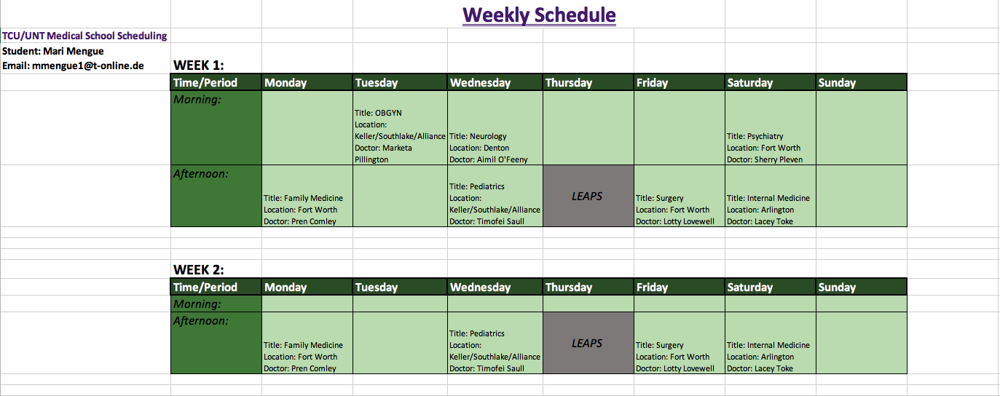 Weekly Schedule
TCU/UNT Medical School Scheduling
Student: Mari Mengue
Email: mmengue1@t-online.de
WEEK 1:
Time/Period Monday Tuesday Wednesday Thursday Friday Saturday Sunday
Morning:
Title: OBGYN
Location:
Keller/Southlake/Alliance
Doctor: Marketa
Pillington
Title: Neurology
Location: Denton
Doctor: Aimil O'Feeny
Title: Psychiatry
Location: Fort Worth
Doctor: Sherry Pleven
Afternoon:
Title: Family Medicine
Location: Fort Worth
Doctor: Pren Comley
Title: Pediatrics
Location:
Keller/Southlake/Alliance
Doctor: Timofei Saull
LEAPS
Title: Surgery
Location: Fort Worth
Doctor: Lotty Lovewell
Title: Internal Medicine
Location: Arlington
Doctor: Lacey Toke
WEEK 2:
Time/Period Monday Tuesday Wednesday Thursday Friday Saturday Sunday
Morning:
Afternoon:
Title: Family Medicine
Location: Fort Worth
Doctor: Pren Comley
Title: Pediatrics
Location:
Keller/Southlake/Alliance
Doctor: Timofei Saull
LEAPS
Title: Surgery
Location: Fort Worth
Doctor: Lotty Lovewell
Title: Internal Medicine
Location: Arlington
Doctor: Lacey Toke